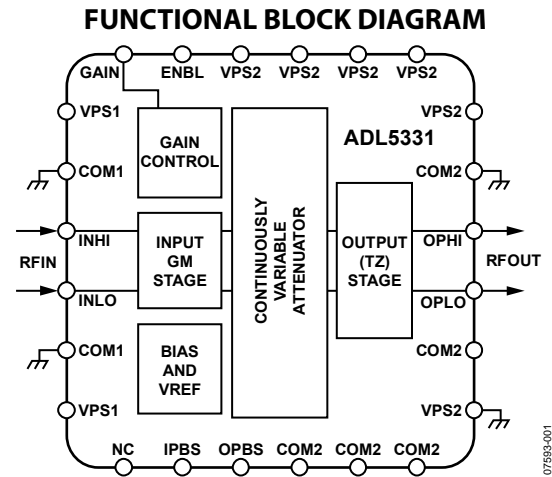 FUNCTIONAL BLOCK DIAGRAM
GAIN ENBL VPS2 VPS2 VPS2 VPS2
VPS1 VPS2
GAIN
CONTROL
ADL5331
COM1 COM2
INHI OPHI
RFIN RFOUT
INLO OPLO
INPUT
GM
STAGE
CONTINUOUSLY
VARIABLE
ATTENUATOR
OUTPUT
(TZ)
STAGE
COM1 COM2
BIAS
AND
VREF
VPS1 VPS2
NC IPBS OPBS COM2 COM2 COM2
07593-001